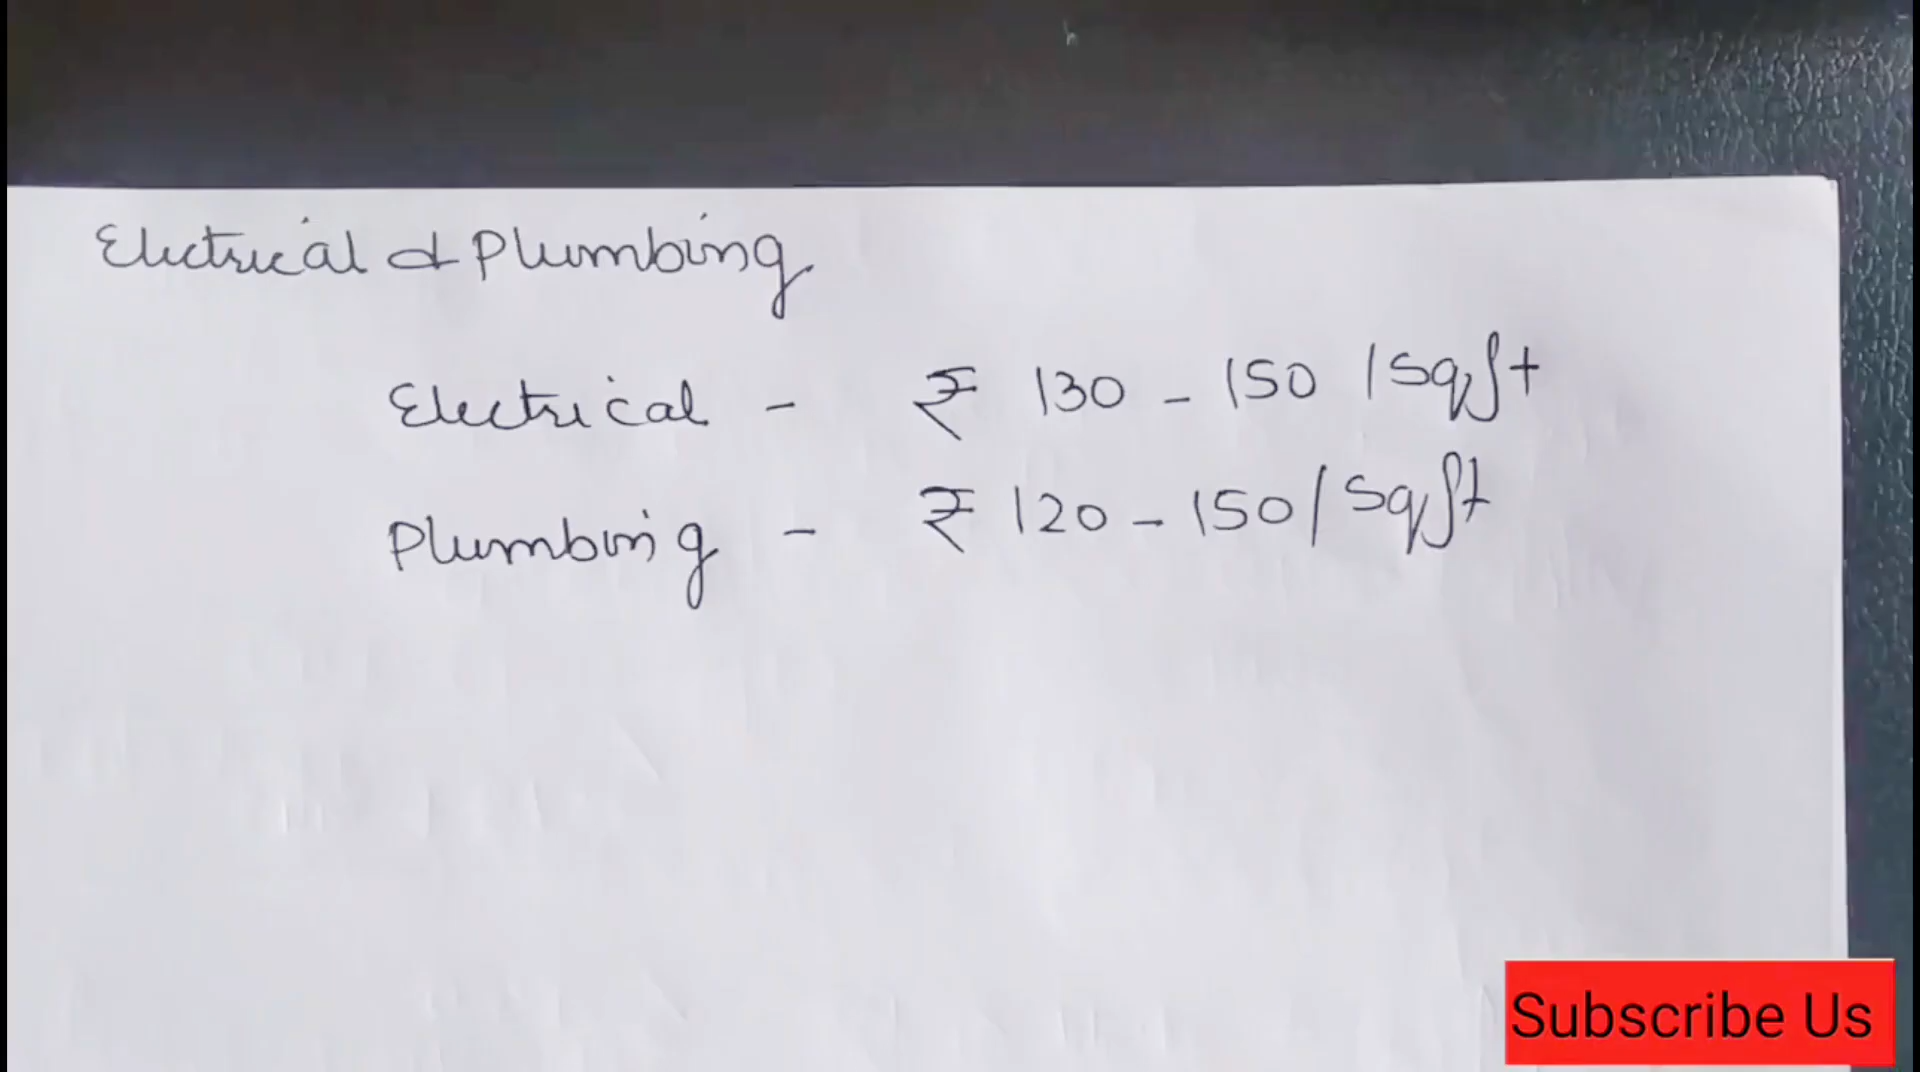 Electrical & Plumbing
Electrical - ₹ 130 - 150 / Sqft
Plumbing - ₹ 120 - 150 / Sqft
Subscribe Us